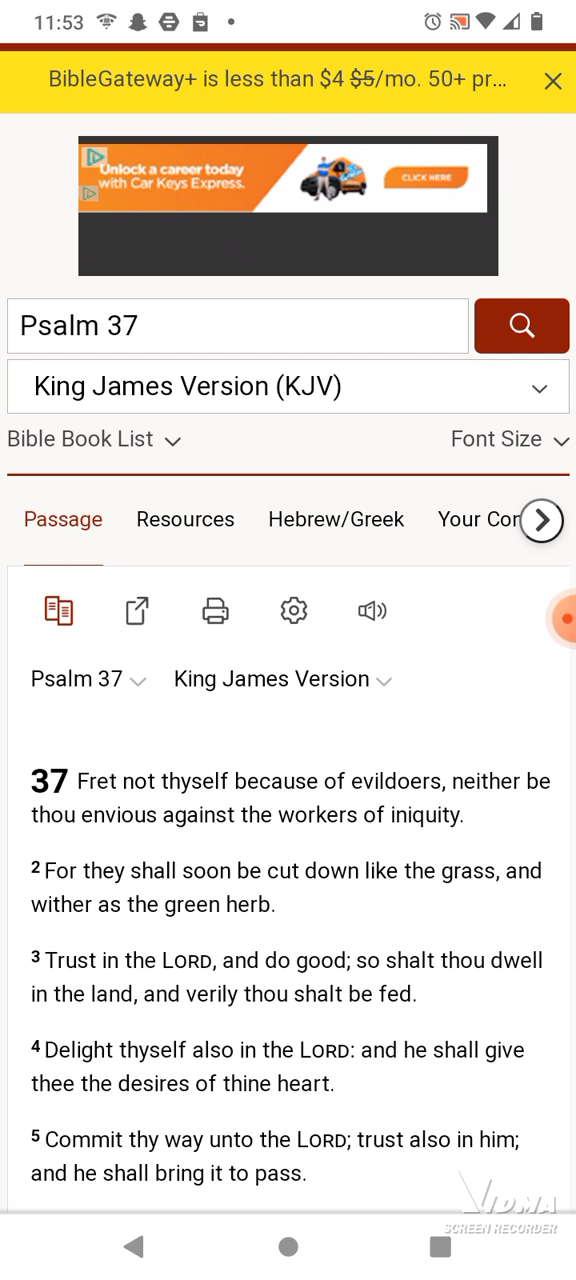 11:53
BibleGateway+ is less than $4 $5/mo. 50+ pr...
Unlock a career today
with Car Keys Express.
CLICK HERE
Psalm 37
King James Version (KJV)
Bible Book List
Font Size
Passage Resources Hebrew/Greek Your Cor
Psalm 37 King James Version
37 Fret not thyself because of evildoers, neither be
thou envious against the workers of iniquity.
2 For they shall soon be cut down like the grass, and
wither as the green herb.
3 Trust in the LORD, and do good; so shalt thou dwell
in the land, and verily thou shalt be fed.
4 Delight thyself also in the LORD: and he shall give
thee the desires of thine heart.
5 Commit thy way unto the LORD; trust also in him;
and he shall bring it to pass.
VIDMA
SCREEN RECORDER